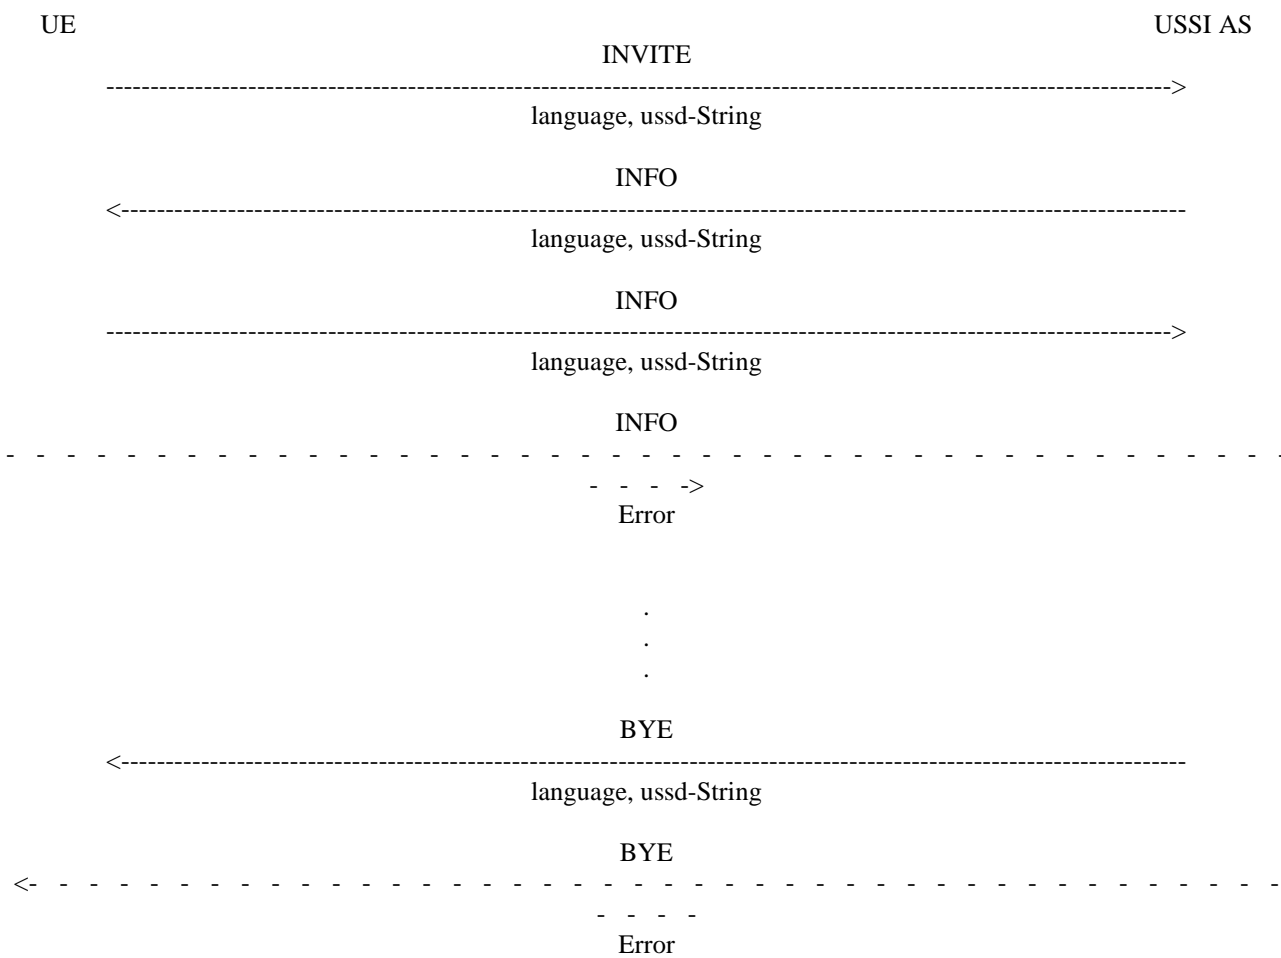 UE USSI AS
INVITE
------------------------------------------------------------------------------------------------------------------------>
language, ussd-String
INFO
<------------------------------------------------------------------------------------------------------------------------
language, ussd-String
INFO
------------------------------------------------------------------------------------------------------------------------>
language, ussd-String
INFO
- - - - - - - - - - - - - - - - - - - - - - - - - - - - - - - - - - - - - - - - - - -
- - - ->
Error
.
.
.
BYE
<------------------------------------------------------------------------------------------------------------------------
language, ussd-String
BYE
<- - - - - - - - - - - - - - - - - - - - - - - - - - - - - - - - - - - - - - - - - -
- - - -
Error